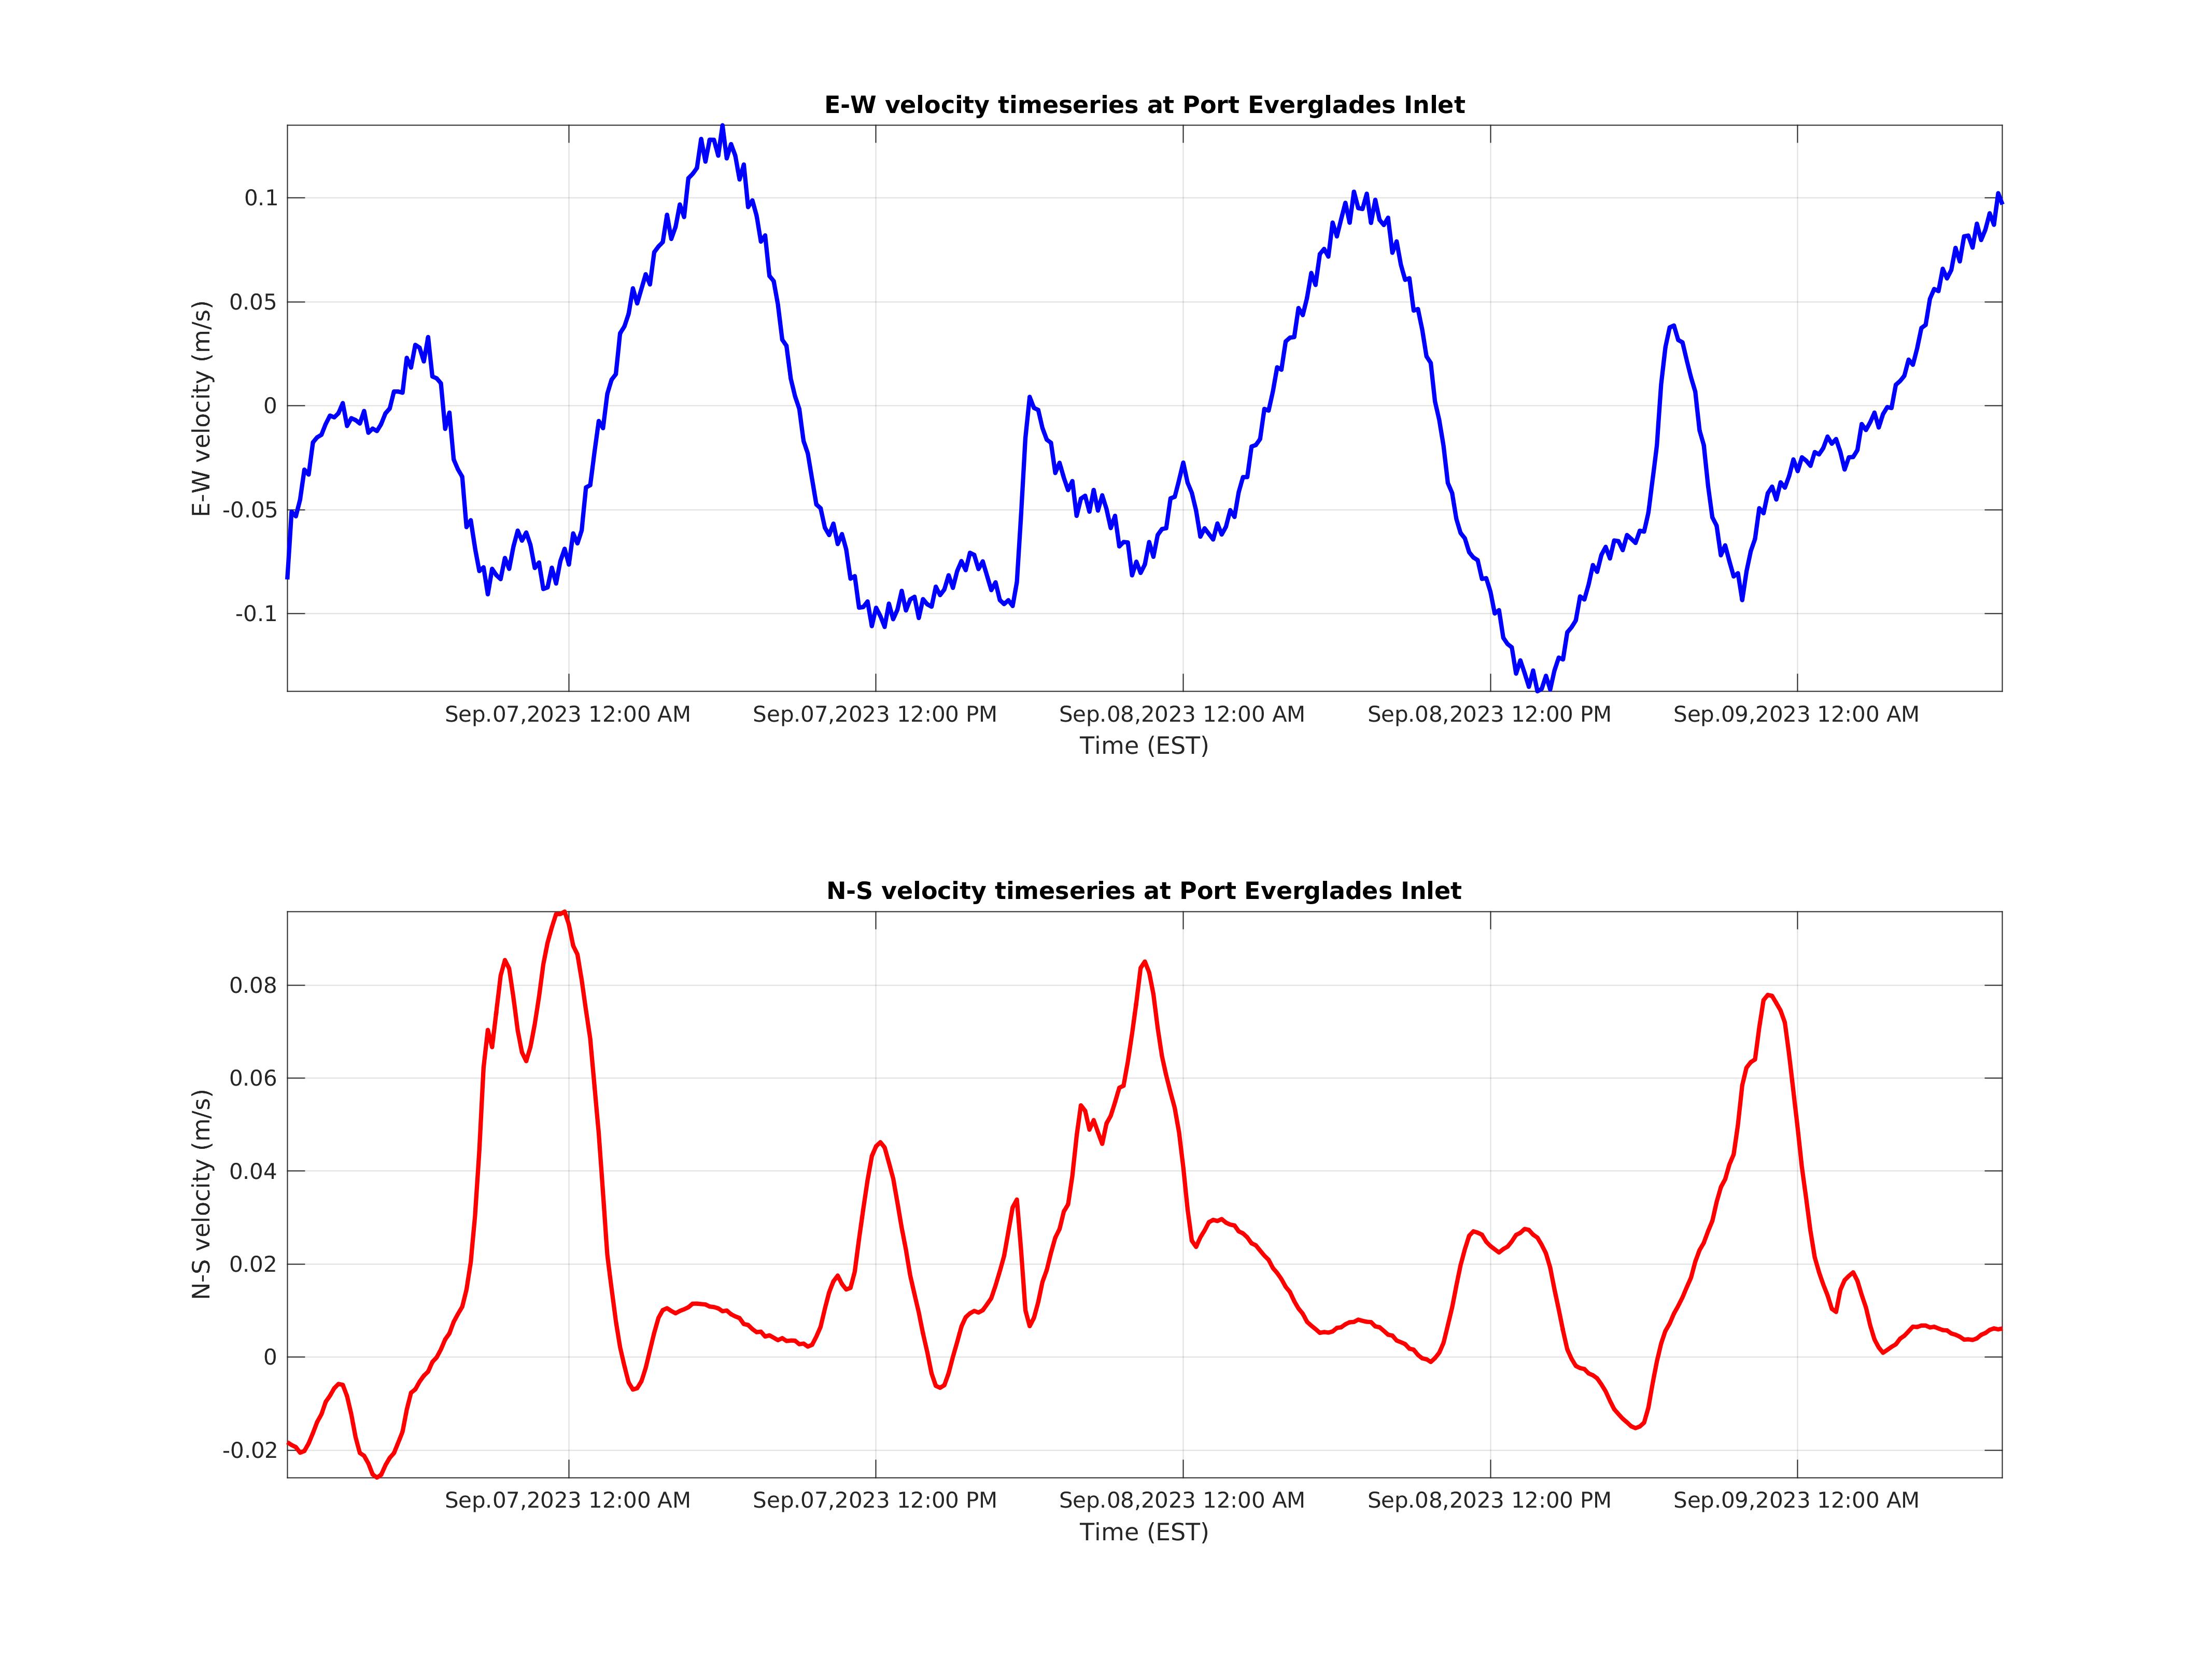 E-W velocity timeseries at Port Everglades Inlet
E-W velocity (m/s)
0.1
0.05
0
-0.05
-0.1
Sep.07,2023 12:00 AM
Sep.07,2023 12:00 PM
Sep.08,2023 12:00 AM
Sep.08,2023 12:00 PM
Sep.09,2023 12:00 AM
Time (EST)
N-S velocity timeseries at Port Everglades Inlet
N-S velocity (m/s)
0.08
0.06
0.04
0.02
0
-0.02
Sep.07,2023 12:00 AM
Sep.07,2023 12:00 PM
Sep.08,2023 12:00 AM
Sep.08,2023 12:00 PM
Sep.09,2023 12:00 AM
Time (EST)